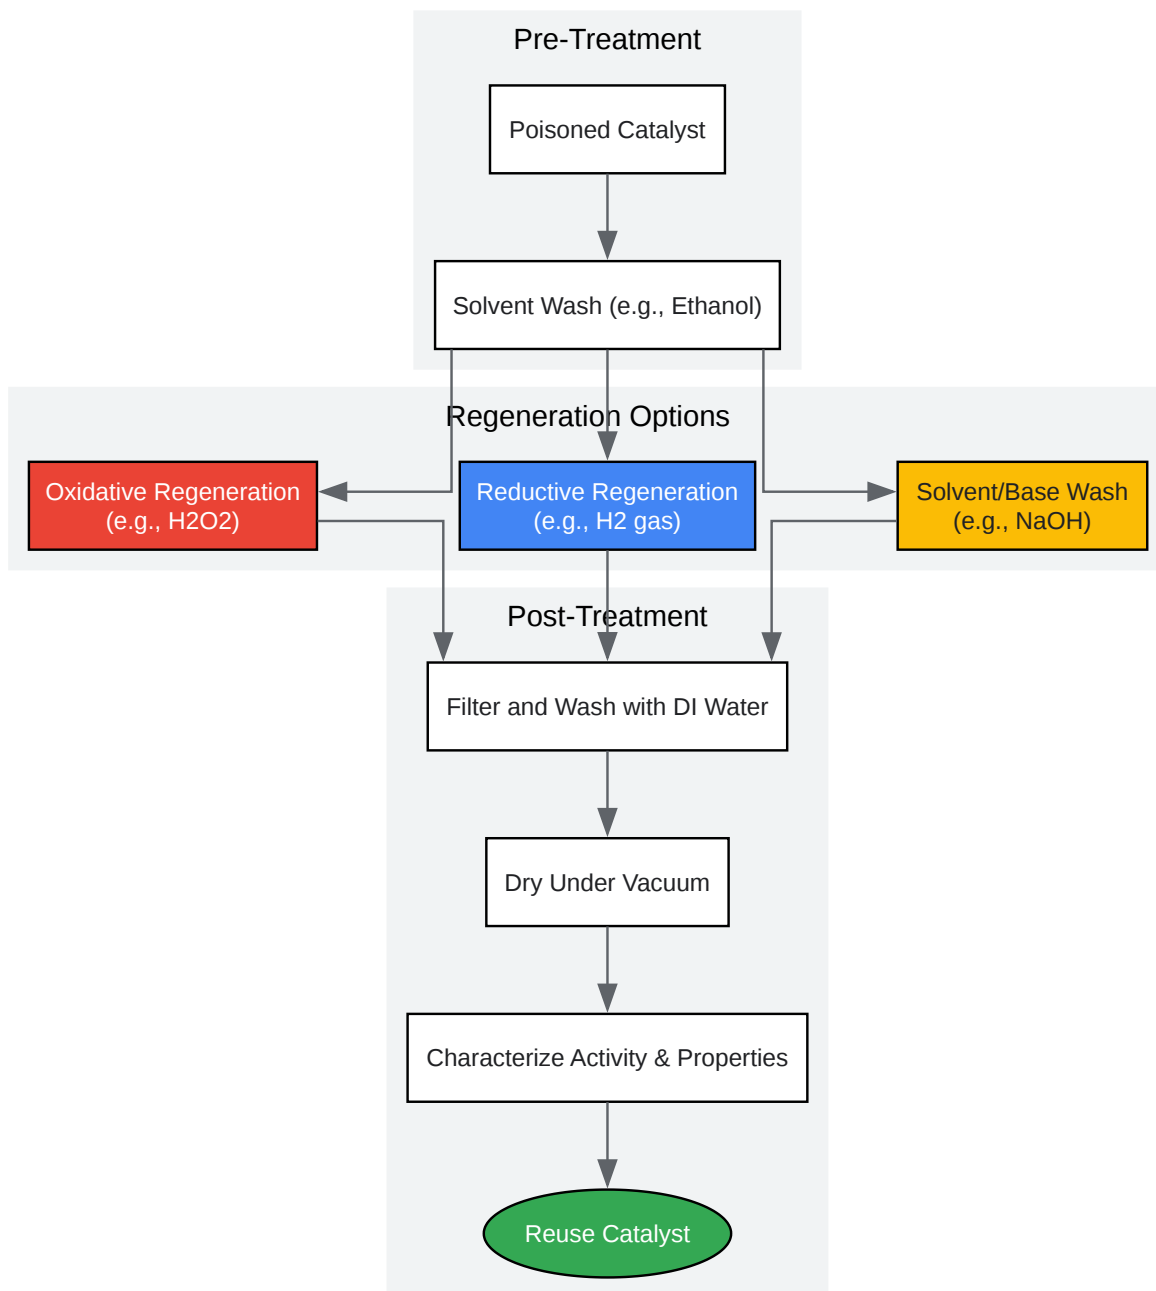 Pre-Treatment
Poisoned Catalyst
Solvent Wash (e.g., Ethanol)
Regeneration Options
Oxidative Regeneration
(e.g., H2O2)
Reductive Regeneration
(e.g., H2 gas)
Solvent/Base Wash
(e.g., NaOH)
Post-Treatment
Filter and Wash with DI Water
Dry Under Vacuum
Characterize Activity & Properties
Reuse Catalyst